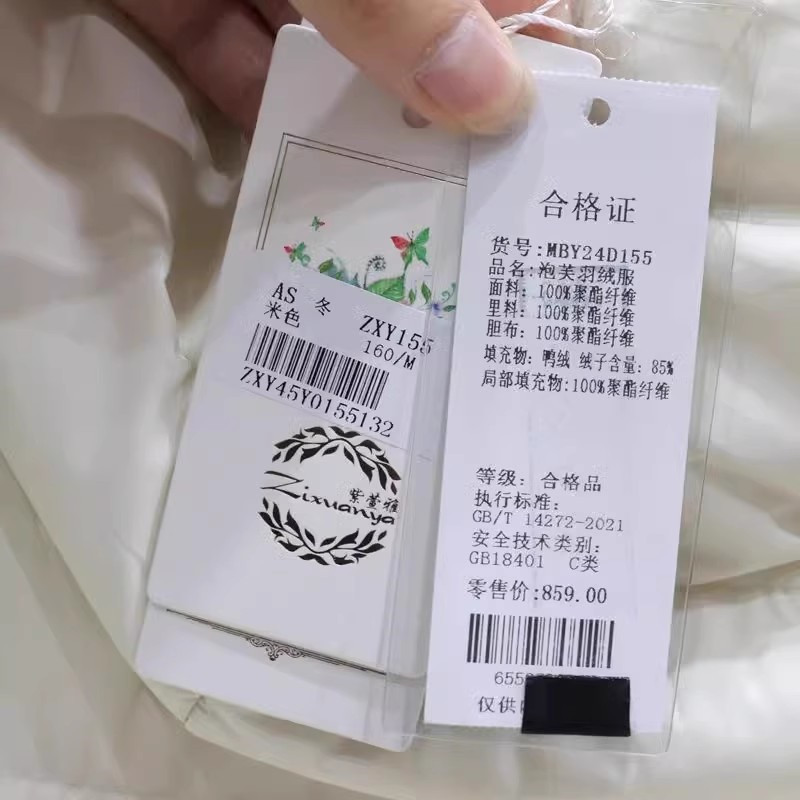 AS 冬 ZXY155
米色 160/M
ZXY45Y0155132
Zixuanya 紫萱雅
合格证
货号:MBY24D155
品名:泡芙羽绒服
面料: 100%聚酯纤维
里料: 100%聚酯纤维
胆布: 100%聚酯纤维
填充物: 鸭绒 绒子含量: 85%
局部填充物:100%聚酯纤维
等级: 合格品
执行标准:
GB/T 14272-2021
安全技术类别:
GB18401 C类
零售价:859.00
655
仅供